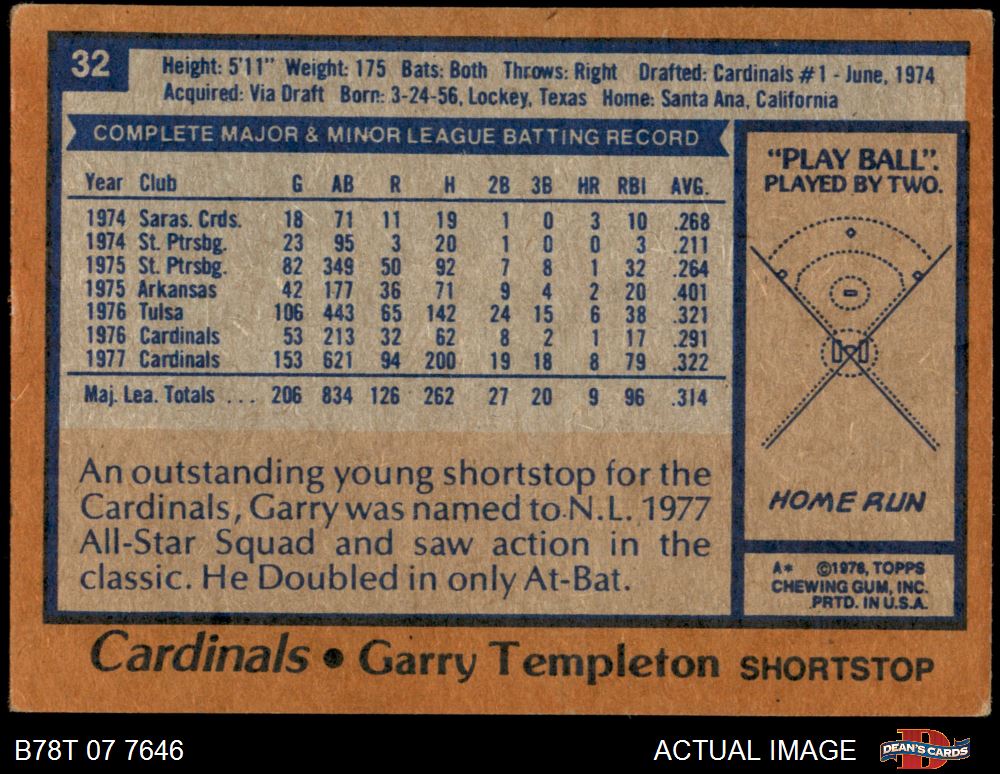 32
Height: 5'11" Weight: 175 Bats: Both Throws: Right Drafted: Cardinals #1 - June, 1974
Acquired: Via Draft Born: 3-24-56, Lockey, Texas Home: Santa Ana, California
COMPLETE MAJOR & MINOR LEAGUE BATTING RECORD
Year Club G AB R H 2B 3B HR RBI AVG.
1974 Saras. Crds. 18 71 11 19 1 0 3 10 .268
1974 St. Ptrsbg. 23 95 3 20 1 0 0 3 .211
1975 St. Ptrsbg. 82 349 50 92 7 8 1 32 .264
1975 Arkansas 42 177 36 71 9 4 2 20 .401
1976 Tulsa 106 443 65 142 24 15 6 38 .321
1976 Cardinals 53 213 32 62 8 2 1 17 .291
1977 Cardinals 153 621 94 200 19 18 8 79 .322
Maj. Lea. Totals ... 206 834 126 262 27 20 9 96 .314
An outstanding young shortstop for the
Cardinals, Garry was named to N.L. 1977
All-Star Squad and saw action in the
classic. He Doubled in only At-Bat.
"PLAY BALL".
PLAYED BY TWO.
HOME RUN
A* ©1978, TOPPS
CHEWING GUM, INC.
PRTD. IN U.S.A.
Cardinals • Garry Templeton SHORTSTOP
B78T 07 7646
ACTUAL IMAGE
DEAN'S CARDS